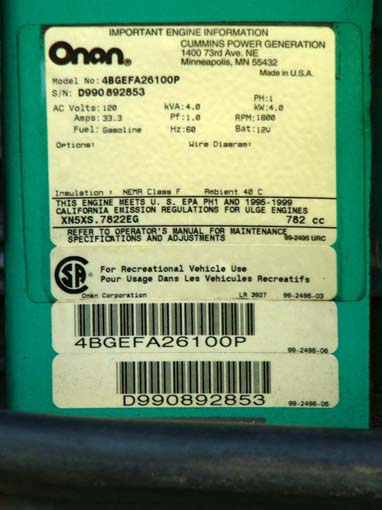 IMPORTANT ENGINE INFORMATION
Onan
CUMMINS POWER GENERATION
1400 73rd Ave. NE
Minneapolis, MN 55432
Made in U.S.A.
Model No: 4BGEFA26100P
S/N: D990892853
PH:1
AC Volts: 120 kVA:4.0 kW:4.0
Amps: 33.3 Pf:1.0 RPM:1800
Fuel: Gasoline Hz:60 Bat:12V
Options: Wire Diagram:
Insulation: NEMA Class F Ambient 40 C
THIS ENGINE MEETS U. S. EPA PH1 AND 1995-1999
CALIFORNIA EMISSION REGULATIONS FOR ULGE ENGINES
XN5XS.7822EG 782 cc
REFER TO OPERATOR'S MANUAL FOR MAINTENANCE
SPECIFICATIONS AND ADJUSTMENTS 99-2495 URC
SA
For Recreational Vehicle Use
Pour Usage Dans Les Vehicules Recreatifs
Onan Corporation LR 3927 99-2496-03
4BGEFA26100P
99-2496-06
D990892853
99-2496-06